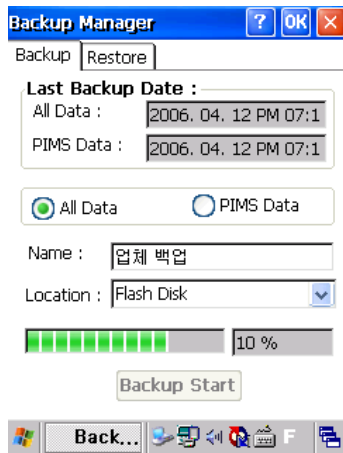 Backup Manager ? OK
Backup Restore
Last Backup Date :
All Data : 2006. 04. 12 PM 07:1
PIMS Data : 2006. 04. 12 PM 07:1
All Data PIMS Data
Name : 업체 백업
Location : Flash Disk
10 %
Backup Start
Back... F